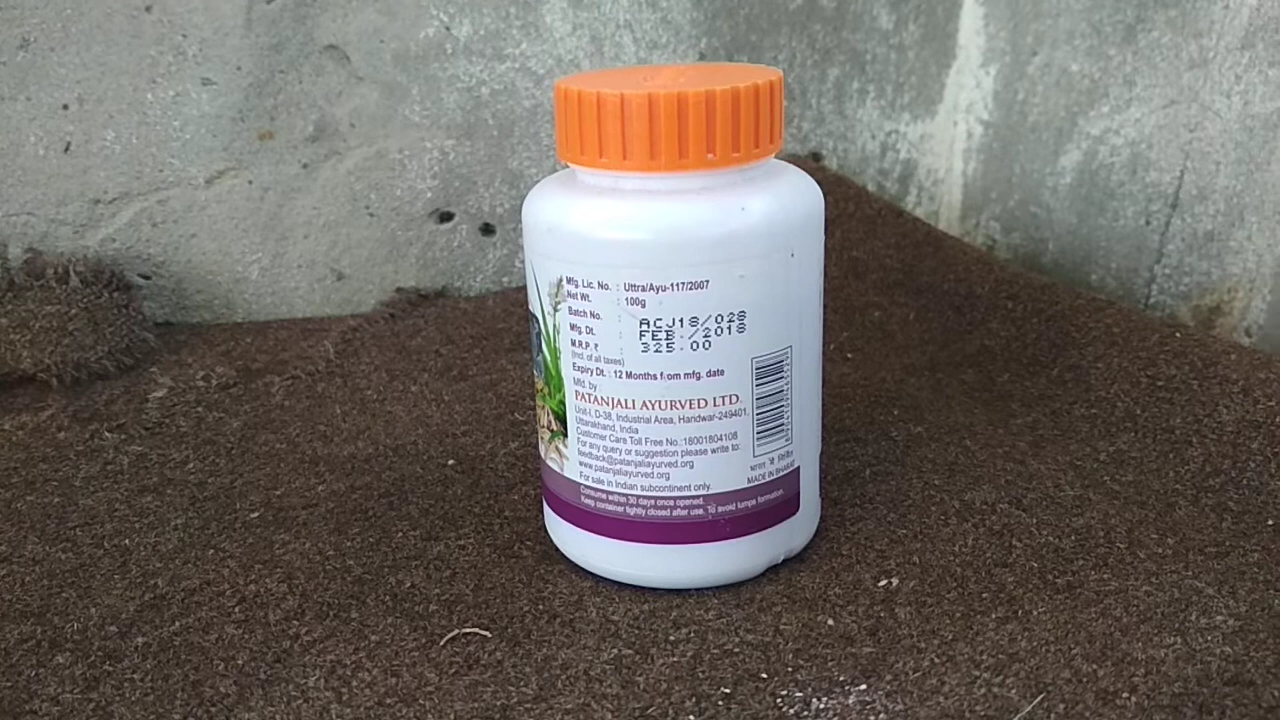 Mfg. Lic. No. : Uttra/Ayu-117/2007
Net Wt. : 100g
Batch No. : ACJ18/028
Mfg. Dt. : FEB./2018
M.R.P. ₹ : 325.00
(Incl. of all taxes)
Expiry Dt. : 12 Months from mfg. date
Mfd. by
PATANJALI AYURVED LTD.
Unit-I, D-38, Industrial Area, Haridwar-249401,
Uttarakhand, India
Customer Care Toll Free No.:18001804108
For any query or suggestion please write to:
feedback@patanjaliayurved.org
www.patanjaliayurved.org
For sale in Indian subcontinent only.
भारत में निर्मित
MADE IN BHARAT
Consume within 30 days once opened.
Keep container tightly closed after use. To avoid lumps formation.